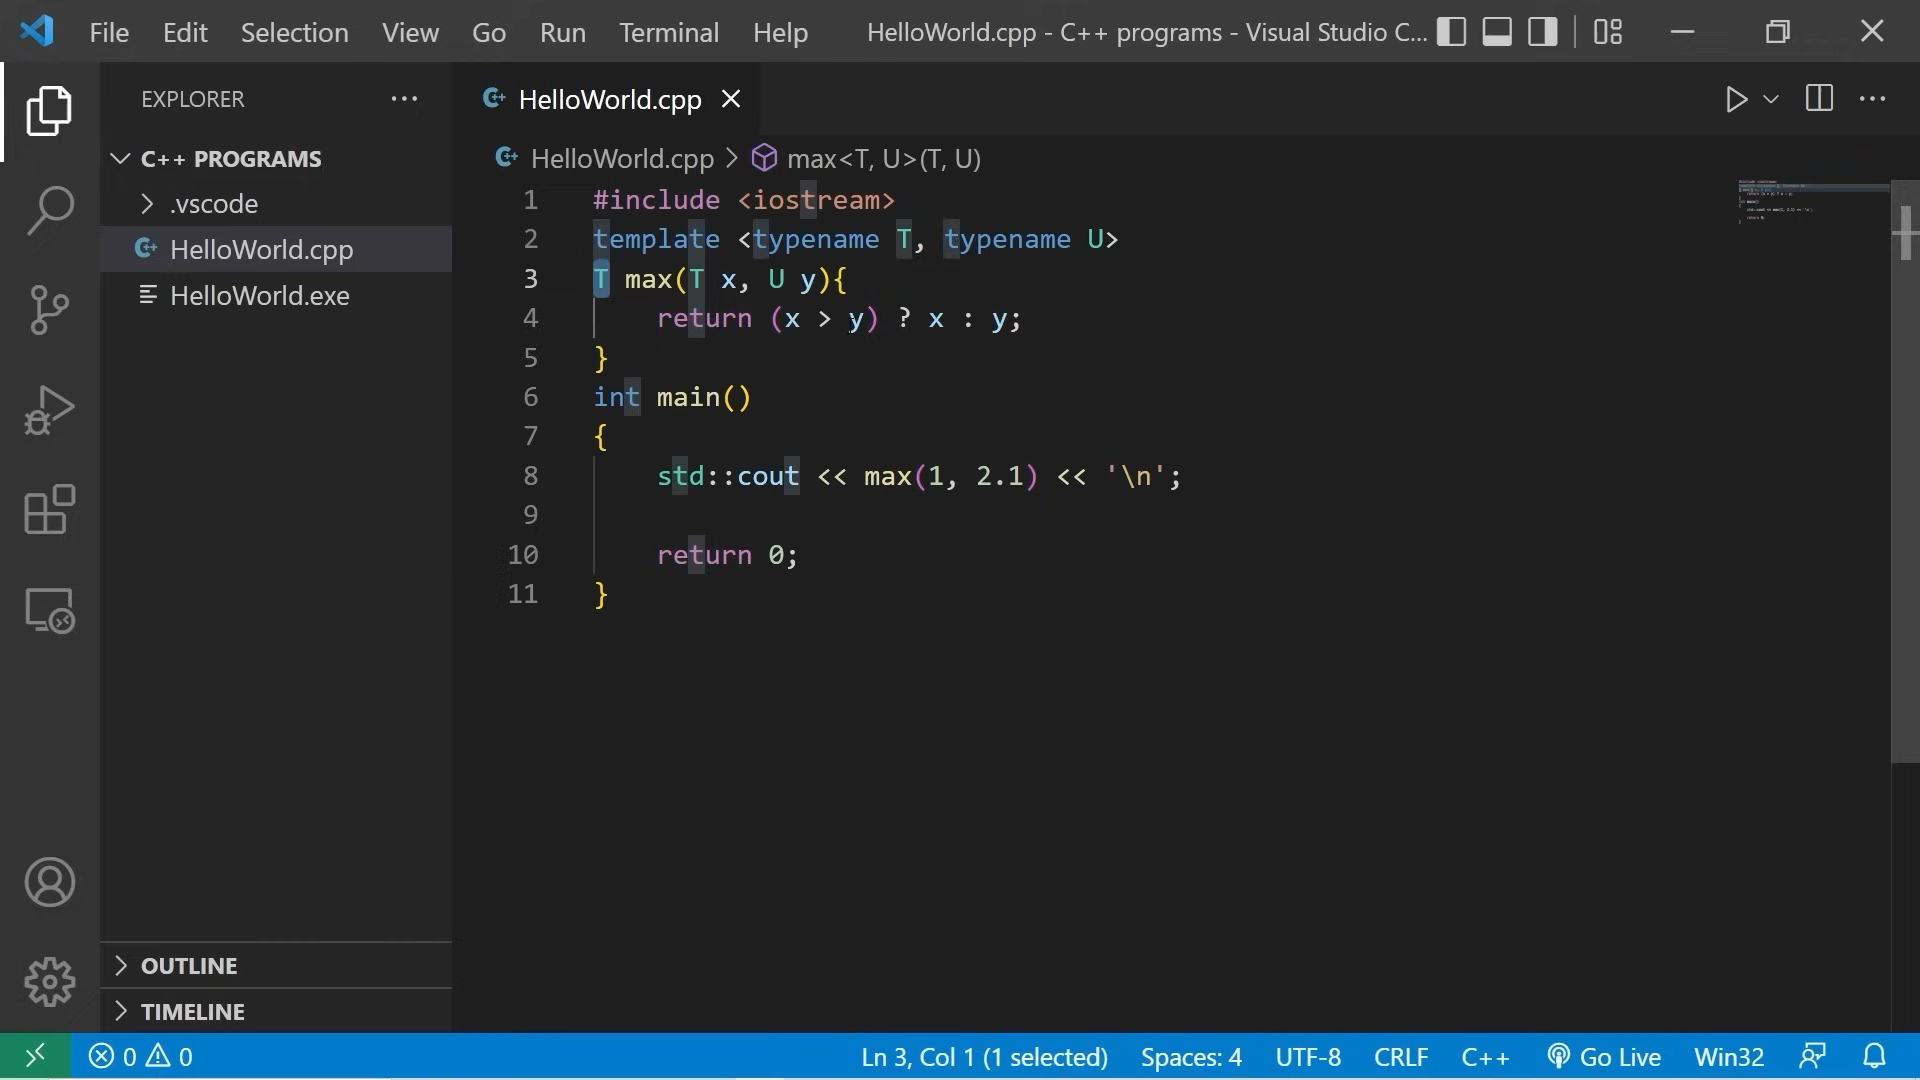 File Edit Selection View Go Run Terminal Help HelloWorld.cpp - C++ programs - Visual Studio C...
EXPLORER
C++ PROGRAMS
.vscode
HelloWorld.cpp
HelloWorld.exe
OUTLINE
TIMELINE
HelloWorld.cpp
HelloWorld.cpp > max<T, U>(T, U)
1 #include <iostream>
2 template <typename T, typename U>
3 T max(T x, U y){
4 return (x > y) ? x : y;
5 }
6 int main()
7 {
8 std::cout << max(1, 2.1) << '\n';
9
10 return 0;
11 }
0 0 Ln 3, Col 1 (1 selected) Spaces: 4 UTF-8 CRLF C++ Go Live Win32